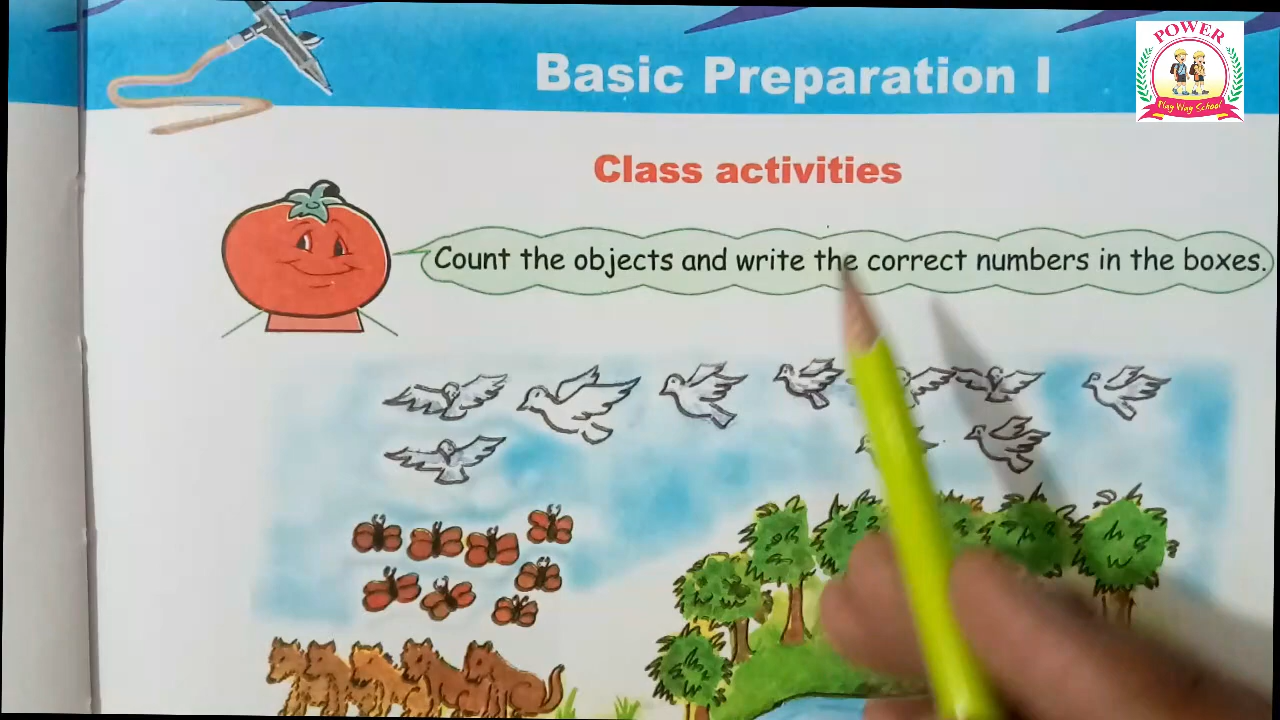 Basic Preparation I
POWER
Play Way School
Class activities
Count the objects and write the correct numbers in the boxes.